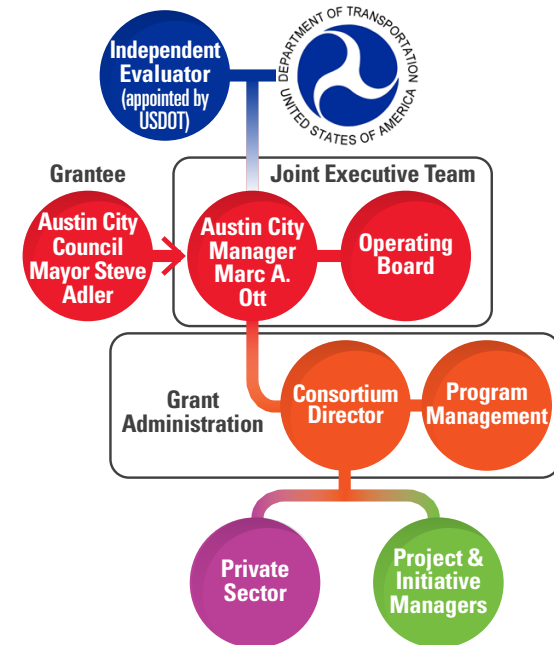 Independent
Evaluator
(appointed by
USDOT)
DEPARTMENT OF TRANSPORTATION
UNITED STATES OF AMERICA
Grantee
Joint Executive Team
Austin City
Council
Mayor Steve
Adler
Austin City
Manager
Marc A.
Ott
Operating
Board
Grant
Administration
Consortium
Director
Program
Management
Private
Sector
Project &
Initiative
Managers